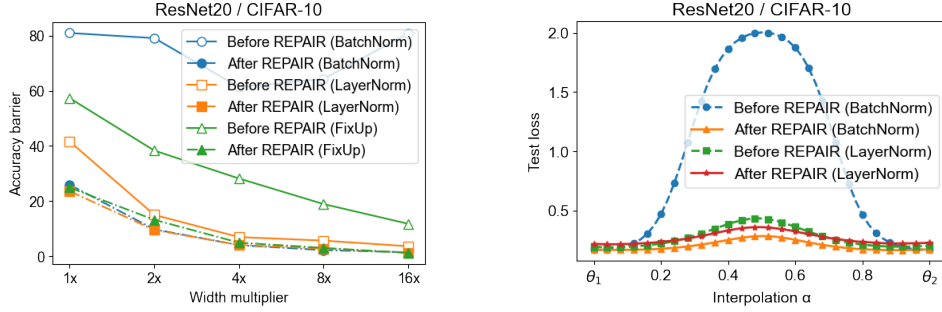 ResNet20 / CIFAR-10
80
60
40
20
0
1x
2x
4x
8x
16x
Accuracy barrier
Width multiplier
Before REPAIR (BatchNorm)
After REPAIR (BatchNorm)
Before REPAIR (LayerNorm)
After REPAIR (LayerNorm)
Before REPAIR (FixUp)
After REPAIR (FixUp)
ResNet20 / CIFAR-10
2.0
1.5
1.0
0.5
θ₁
0.2
0.4
0.6
0.8
θ₂
Test loss
Interpolation α
Before REPAIR (BatchNorm)
After REPAIR (BatchNorm)
Before REPAIR (LayerNorm)
After REPAIR (LayerNorm)